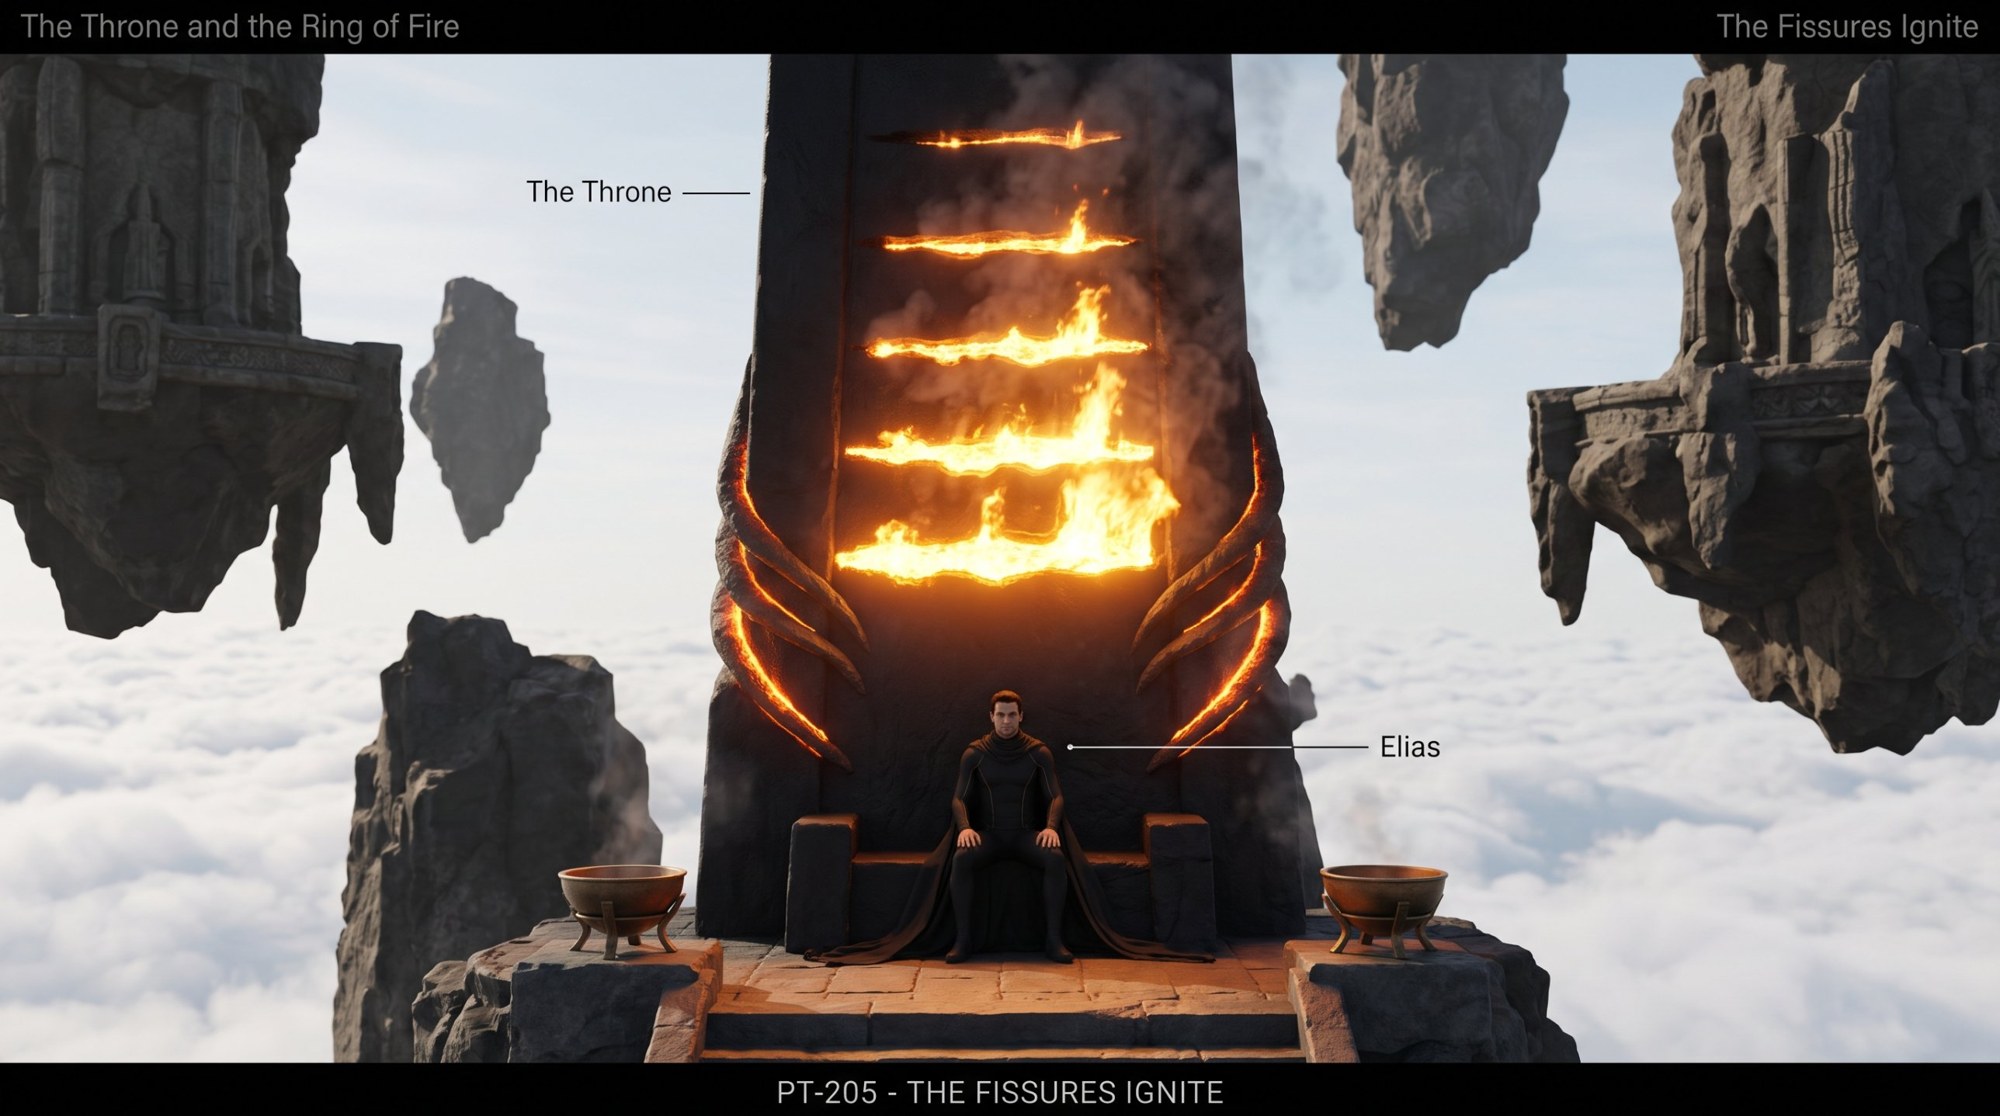 The Throne and the Ring of Fire
The Fissures Ignite
The Throne
Elias
PT-205 - THE FISSURES IGNITE